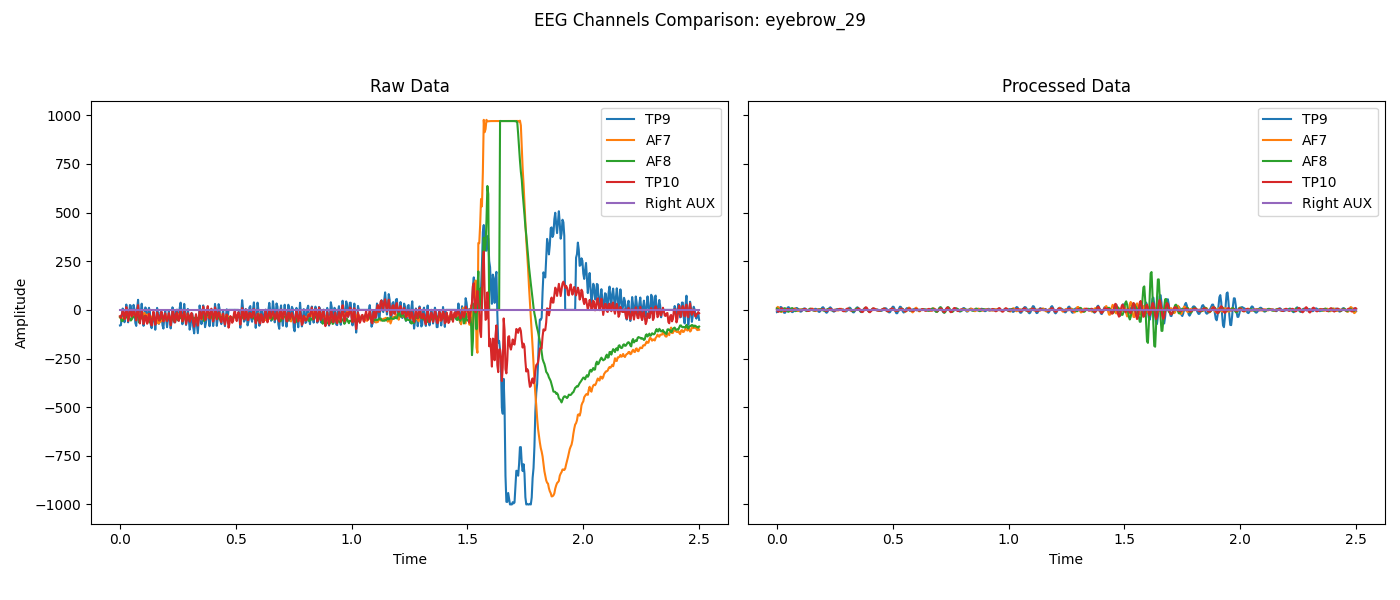 EEG Channels Comparison: eyebrow_29
Raw Data
Processed Data
Amplitude
1000
750
500
250
0
−250
−500
−750
−1000
TP9
AF7
AF8
TP10
Right AUX
TP9
AF7
AF8
TP10
Right AUX
0.0 0.5 1.0 1.5 2.0 2.5
0.0 0.5 1.0 1.5 2.0 2.5
Time
Time